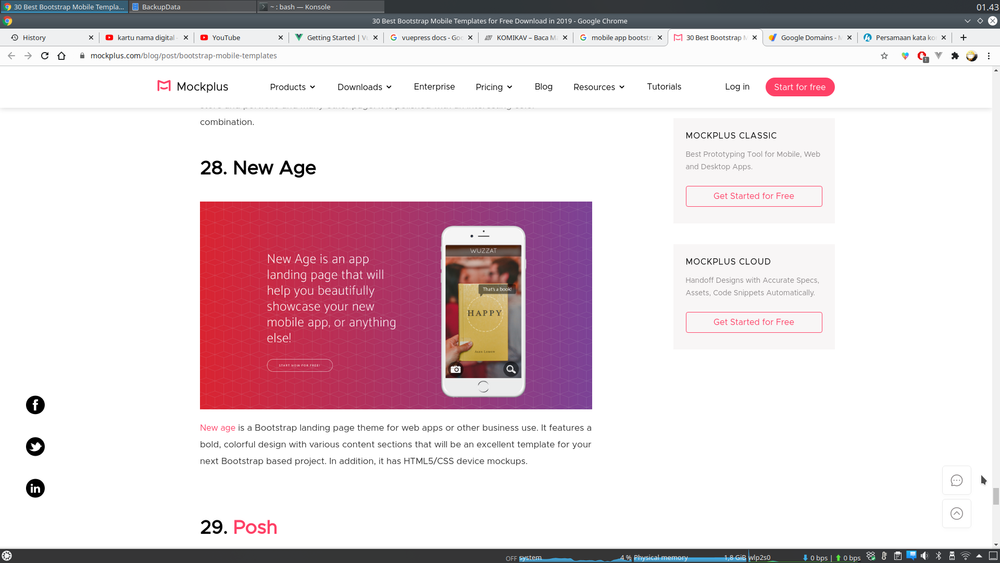 30 Best Bootstrap Mobile Templa...
BackupData
~ : bash — Konsole
01.43
30 Best Bootstrap Mobile Templates for Free Download in 2019 - Google Chrome
History
kartu nama digital
YouTube
Getting Started | V
vuepress docs - Goo
KOMIKAV – Baca M
mobile app bootstr
30 Best Bootstrap M
Google Domains - M
Persamaan kata ko
mockplus.com/blog/post/bootstrap-mobile-templates
Mockplus
Products
Downloads
Enterprise
Pricing
Blog
Resources
Tutorials
Log in
Start for free
combination.
28. New Age
New Age is an app
landing page that will
help you beautifully
showcase your new
mobile app, or anything
else!
START NOW FOR FREE!
WUZZAT
That's a Book!
HAPPY
New age is a Bootstrap landing page theme for web apps or other business use. It features a
bold, colorful design with various content sections that will be an excellent template for your
next Bootstrap based project. In addition, it has HTML5/CSS device mockups.
29. Posh
MOCKPLUS CLASSIC
Best Prototyping Tool for Mobile, Web
and Desktop Apps.
Get Started for Free
MOCKPLUS CLOUD
Handoff Designs with Accurate Specs,
Assets, Code Snippets Automatically.
Get Started for Free
OFF
system
4 %
Physical memory
1,8 GiB
wlp2s0
0 bps
0 bps